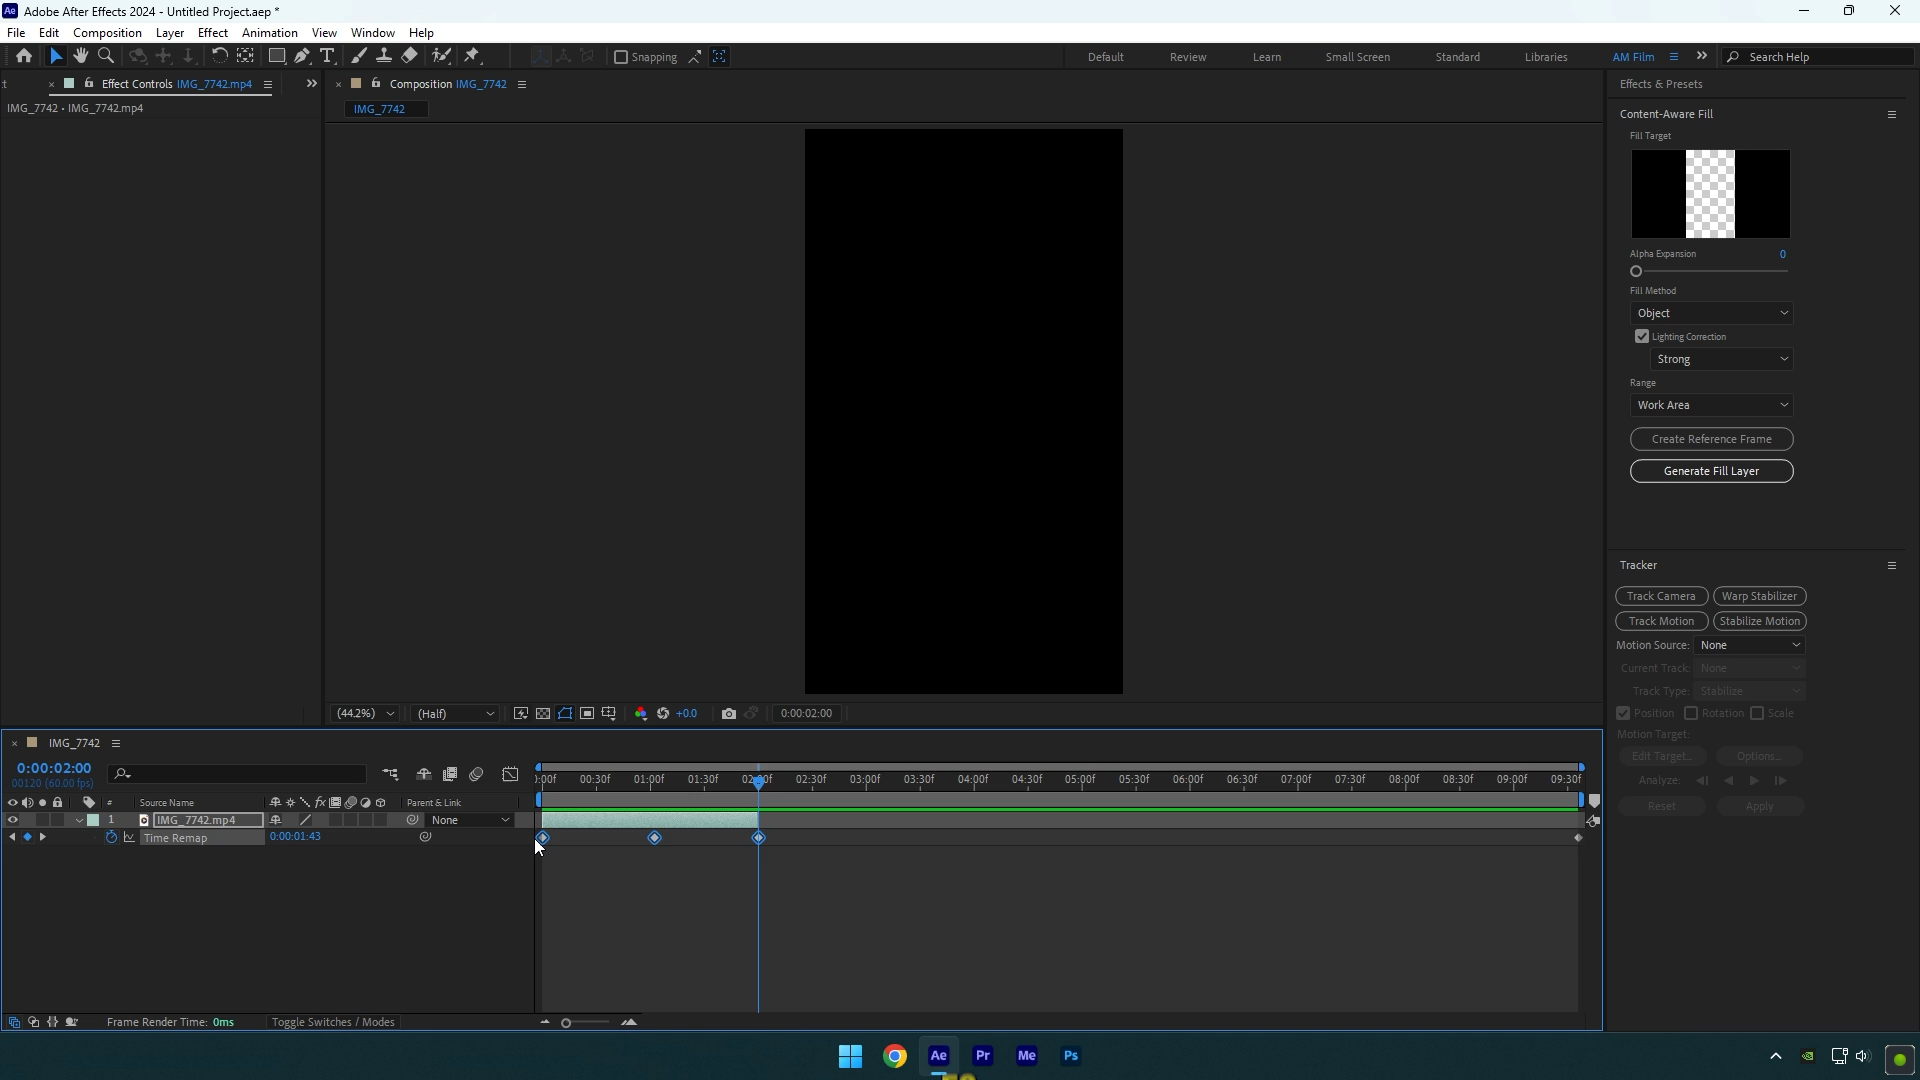 Ae Adobe After Effects 2024 - Untitled Project.aep *
File Edit Composition Layer Effect Animation View Window Help
Snapping Default Review Learn Small Screen Standard Libraries AM Film Search Help
Effect Controls IMG_7742.mp4
IMG_7742 • IMG_7742.mp4
Composition IMG_7742
IMG_7742
Effects & Presets
Content-Aware Fill
Fill Target
Alpha Expansion 0
Fill Method
Object
Lighting Correction
Strong
Range
Work Area
Create Reference Frame
Generate Fill Layer
Tracker
Track Camera Warp Stabilizer
Track Motion Stabilize Motion
Motion Source: None
Current Track: None
Track Type: Stabilize
Position Rotation Scale
Motion Target:
Edit Target... Options...
Analyze:
Reset Apply
(44.2%) (Half) +0.0 0:00:02:00
IMG_7742
0:00:02:00
00120 (60.00 fps)
):00f 00:30f 01:00f 01:30f 02:00f 02:30f 03:00f 03:30f 04:00f 04:30f 05:00f 05:30f 06:00f 06:30f 07:00f 07:30f 08:00f 08:30f 09:00f 09:30f
# Source Name fx Parent & Link
1 IMG_7742.mp4 None
Time Remap 0:00:01:43
Frame Render Time: 0ms Toggle Switches / Modes
Ae Pr Me Ps